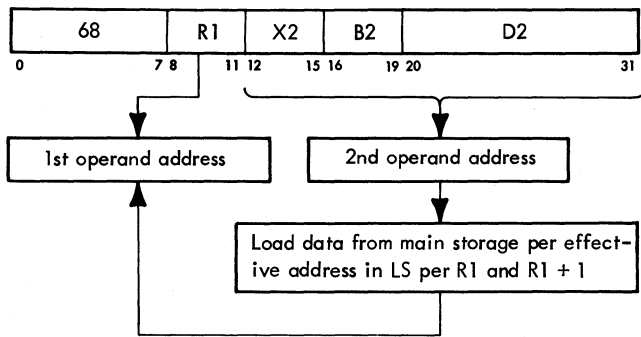 68 R1 X2 B2 D2
0 7 8 11 12 15 16 19 20 31
1st operand address
2nd operand address
Load data from main storage per effect-
ive address in LS per R1 and R1 + 1